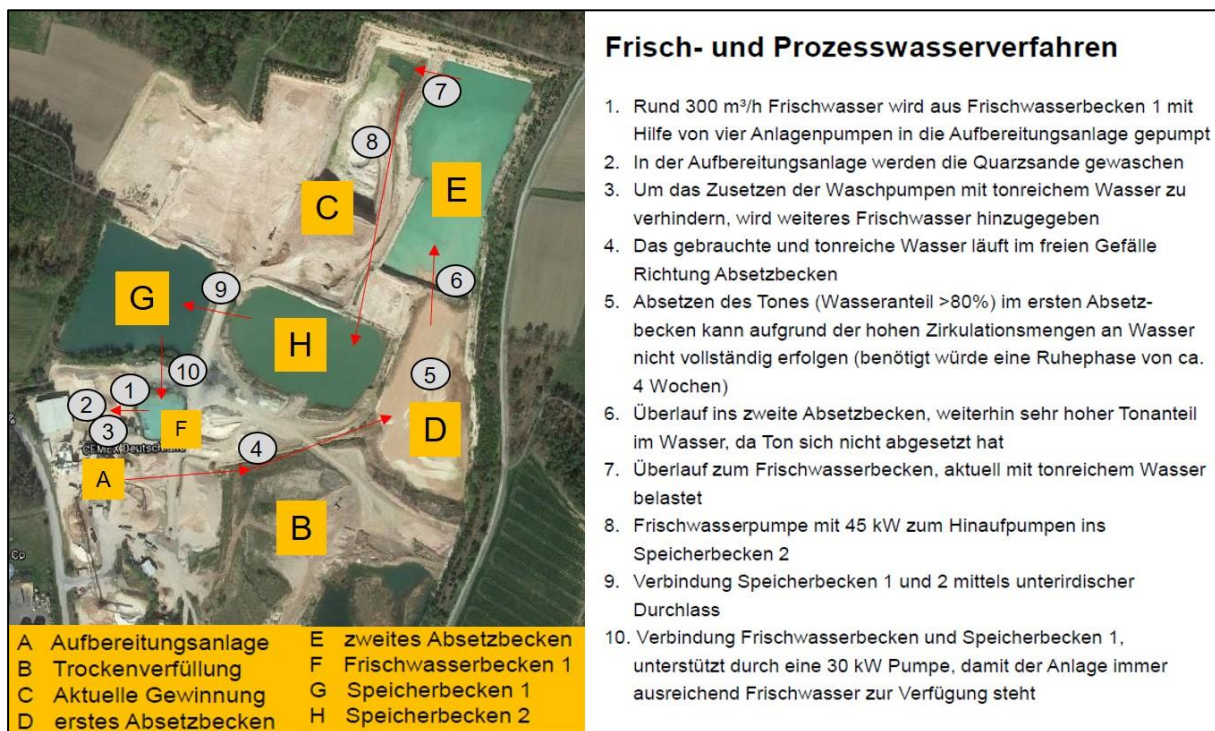 Frisch- und Prozesswasserverfahren
1. Rund 300 m³/h Frischwasser wird aus Frischwasserbecken 1 mit
Hilfe von vier Anlagenpumpen in die Aufbereitungsanlage gepumpt
2. In der Aufbereitungsanlage werden die Quarzsande gewaschen
3. Um das Zusetzen der Waschpumpen mit tonreichem Wasser zu
verhindern, wird weiteres Frischwasser hinzugegeben
4. Das gebrauchte und tonreiche Wasser läuft im freien Gefälle
Richtung Absetzbecken
5. Absetzen des Tones (Wasseranteil >80%) im ersten Absetz-
becken kann aufgrund der hohen Zirkulationsmengen an Wasser
nicht vollständig erfolgen (benötigt würde eine Ruhephase von ca.
4 Wochen)
6. Überlauf ins zweite Absetzbecken, weiterhin sehr hoher Tonanteil
im Wasser, da Ton sich nicht abgesetzt hat
7. Überlauf zum Frischwasserbecken, aktuell mit tonreichem Wasser
belastet
8. Frischwasserpumpe mit 45 kW zum Hinaufpumpen ins
Speicherbecken 2
9. Verbindung Speicherbecken 1 und 2 mittels unterirdischer
Durchlass
10. Verbindung Frischwasserbecken und Speicherbecken 1,
unterstützt durch eine 30 kW Pumpe, damit der Anlage immer
ausreichend Frischwasser zur Verfügung steht
7
8
C
E
6
G
9
H
10
1
5
2
F
3
D
4
A
B
Co
A Aufbereitungsanlage
B Trockenverfüllung
C Aktuelle Gewinnung
D erstes Absetzbecken
E zweites Absetzbecken
F Frischwasserbecken 1
G Speicherbecken 1
H Speicherbecken 2